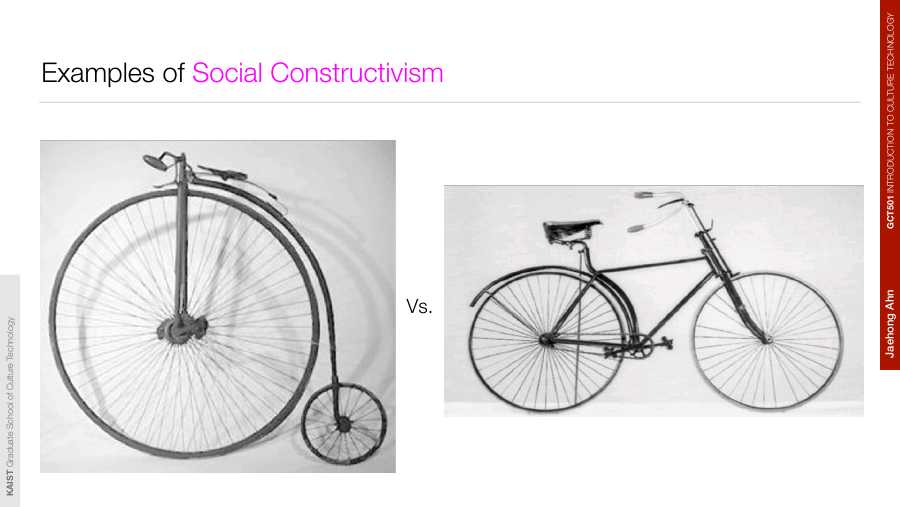 Examples of Social Constructivism
Vs.
GCT501 INTRODUCTION TO CULTURE TECHNOLOGY
Jaehong Ahn
KAIST Graduate School of Culture Technology